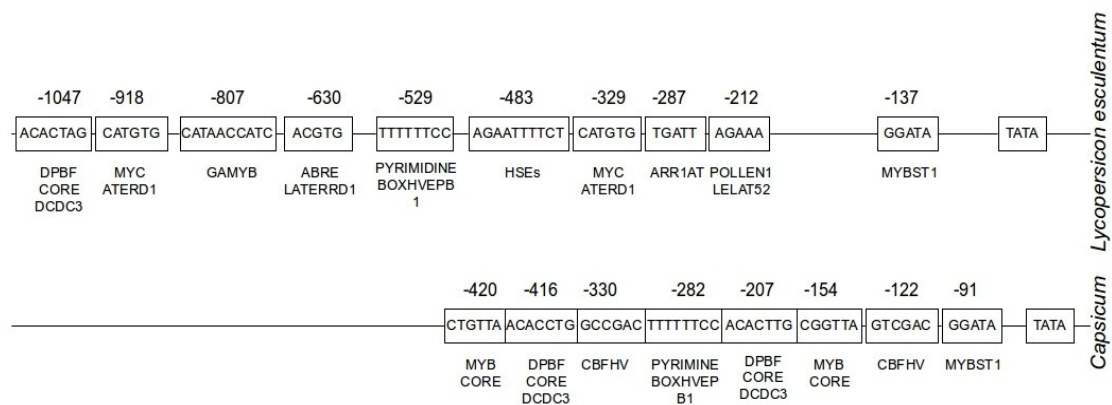 -1047 -918 -807 -630 -529 -483 -329 -287 -212 -137
ACACTAG CATGTG CATAACCATC ACGTG TTTTTTCC AGAATTTTCT CATGTG TGATT AGAAA GGATA TATA
DPBF CORE DCDC3
MYC ATERD1
GAMYB
ABRE LATERRD1
PYRIMIDINE BOXHVEPB 1
HSEs
MYC ATERD1
ARR1AT
POLLEN1 LELAT52
MYBST1
Lycopersicon esculentum
-420 -416 -330 -282 -207 -154 -122 -91
CTGTTA ACACCTG GCCGAC TTTTTTCC ACACTTG CGGTTA GTCGAC GGATA TATA
MYB CORE
DPBF CORE DCDC3
CBFHV
PYRIMINE BOXHVEP B1
DPBF CORE DCDC3
MYB CORE
CBFHV
MYBST1
Capsicum